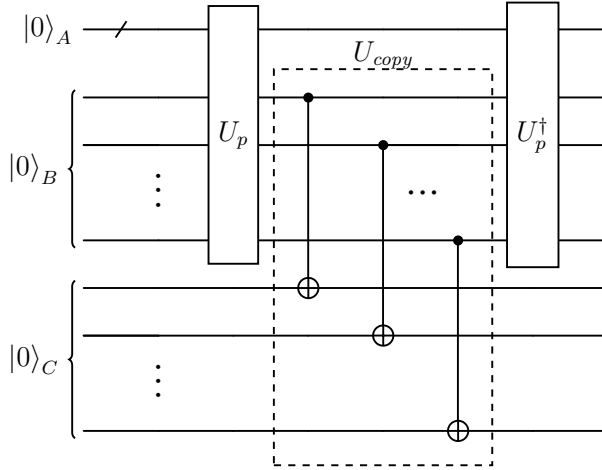 |0⟩_A
U_copy
U_p
U_p^†
|0⟩_B
⋮
...
|0⟩_C
⋮